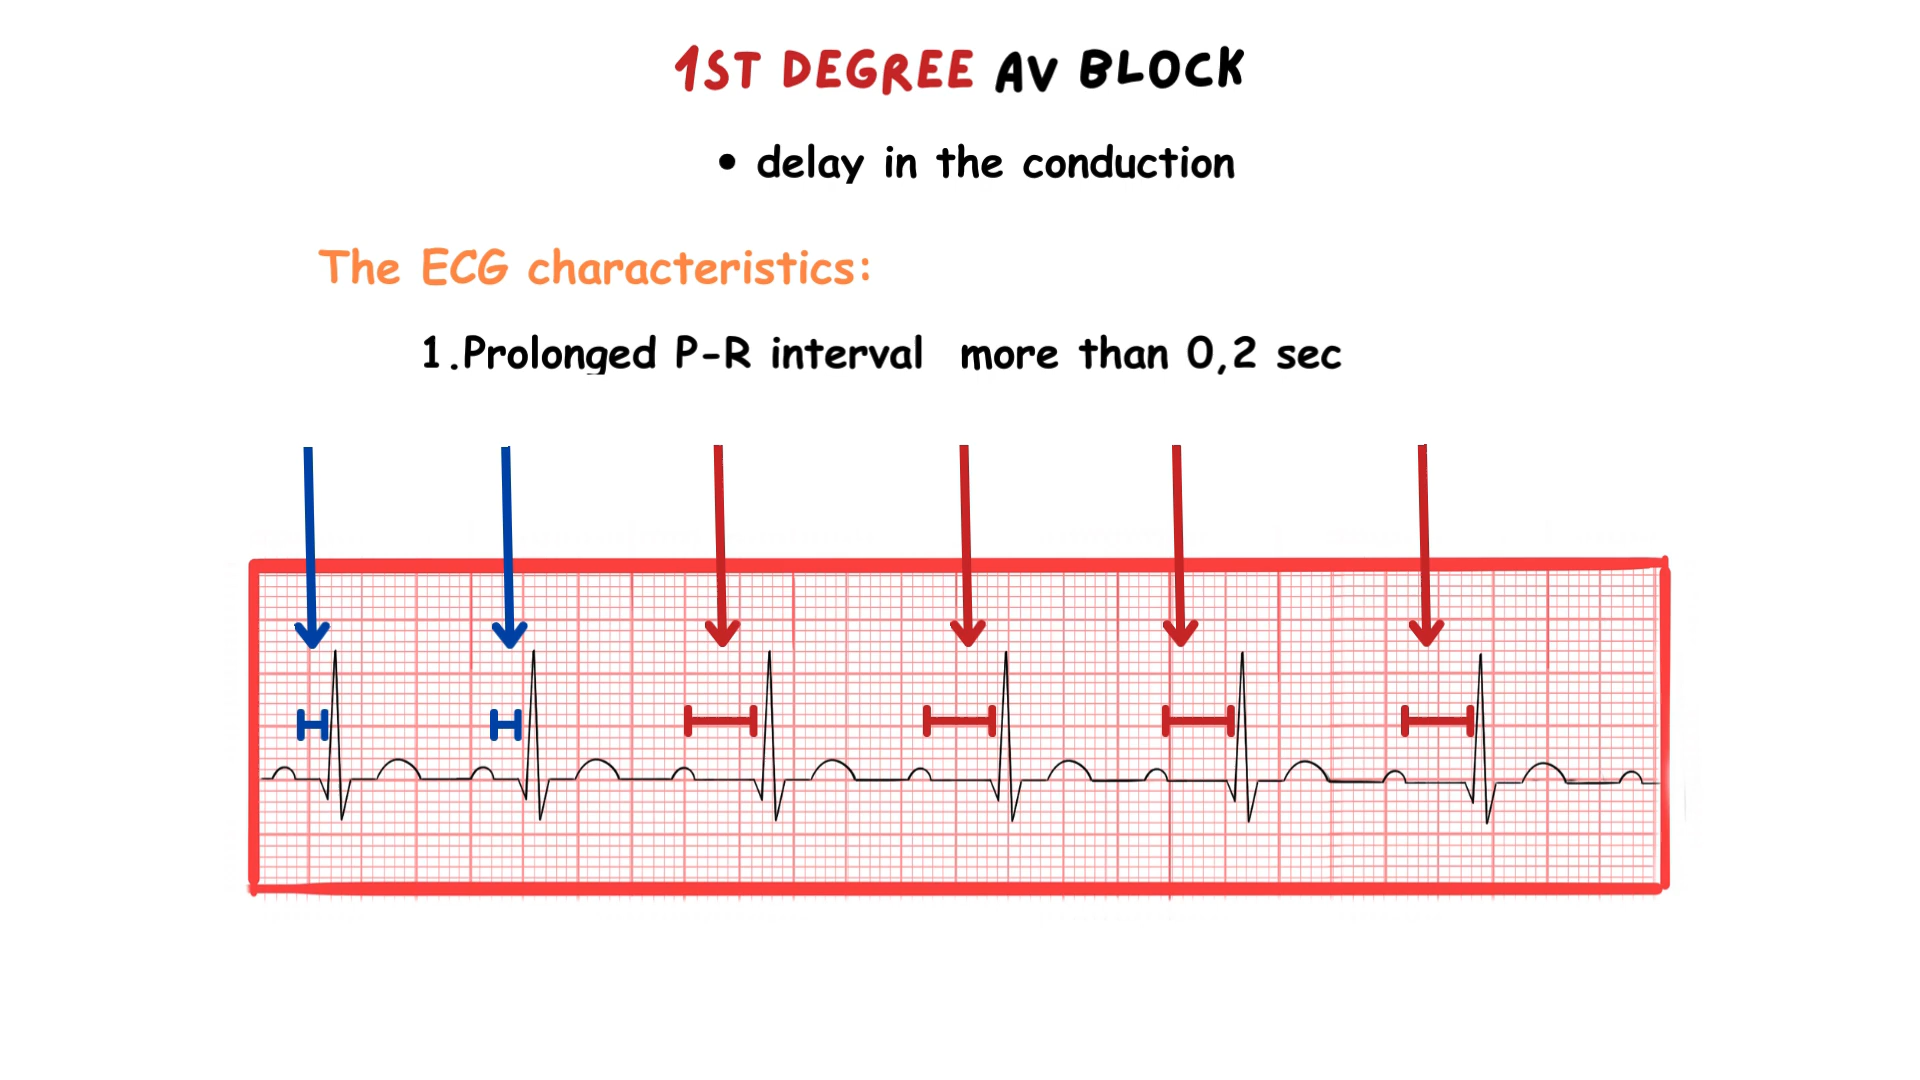 1ST DEGREE AV BLOCK
• delay in the conduction
The ECG characteristics:
1.Prolonged P-R interval more than 0,2 sec